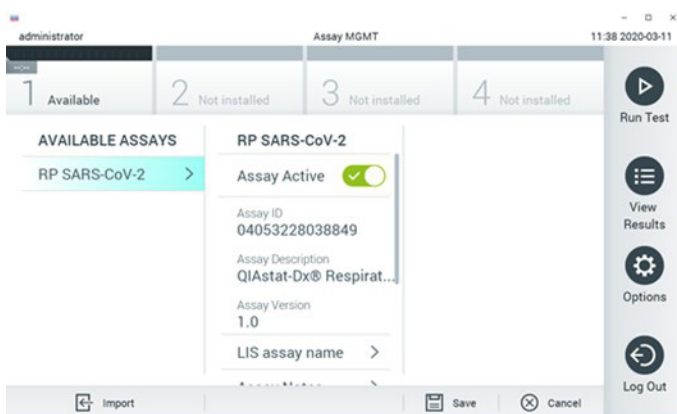 administrator Assay MGMT 11:38 2020-03-11
1 Available 2 Not installed 3 Not installed 4 Not installed
Run Test
AVAILABLE ASSAYS RP SARS-CoV-2
RP SARS-CoV-2 > Assay Active
View Results
Assay ID
04053228038849
Assay Description
QIAstat-Dx® Respirat...
Options
Assay Version
1.0
LIS assay name >
Import Save Cancel
Log Out